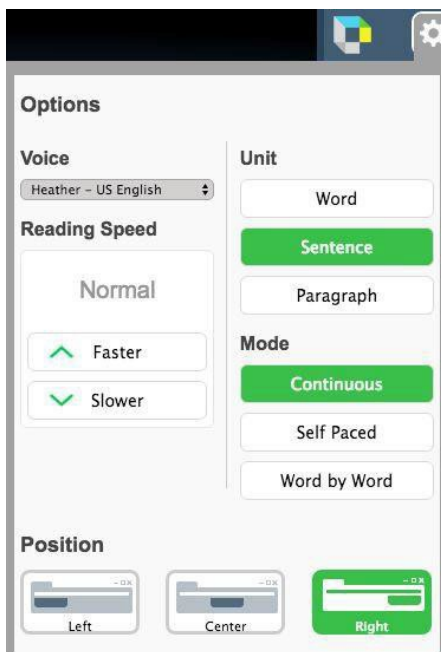 Options
Voice
Heather – US English
Reading Speed
Normal
Faster
Slower
Unit
Word
Sentence
Paragraph
Mode
Continuous
Self Paced
Word by Word
Position
Left
Center
Right